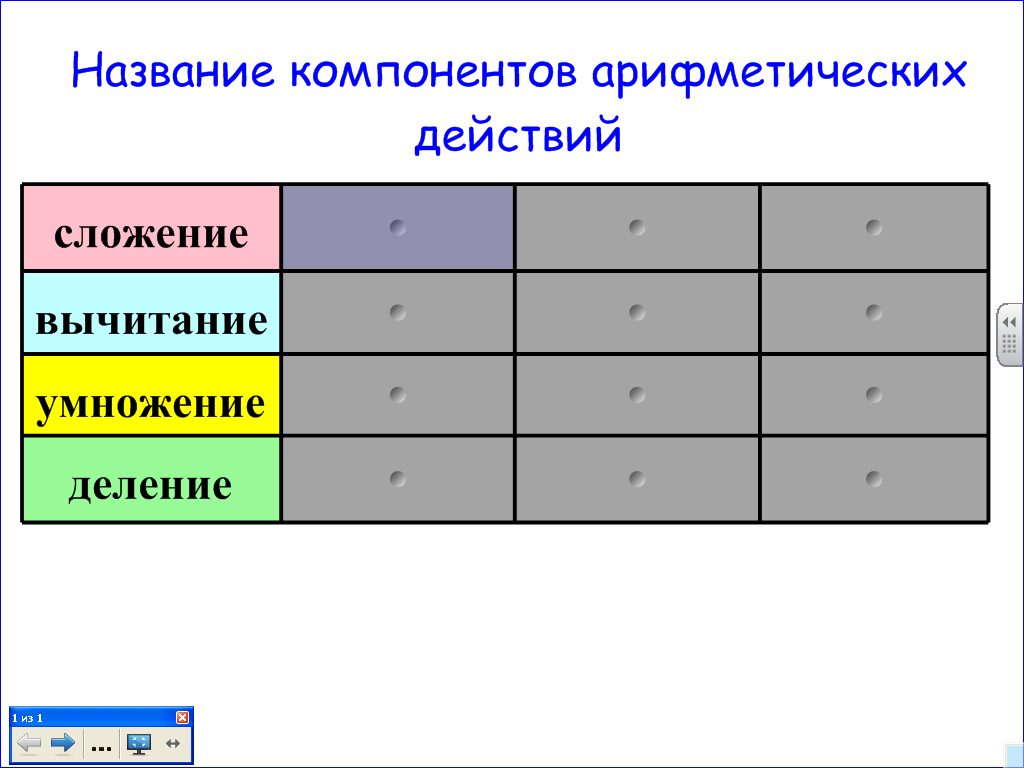 Название компонентов арифметических
действий
сложение
вычитание
умножение
деление
1 из 1
...